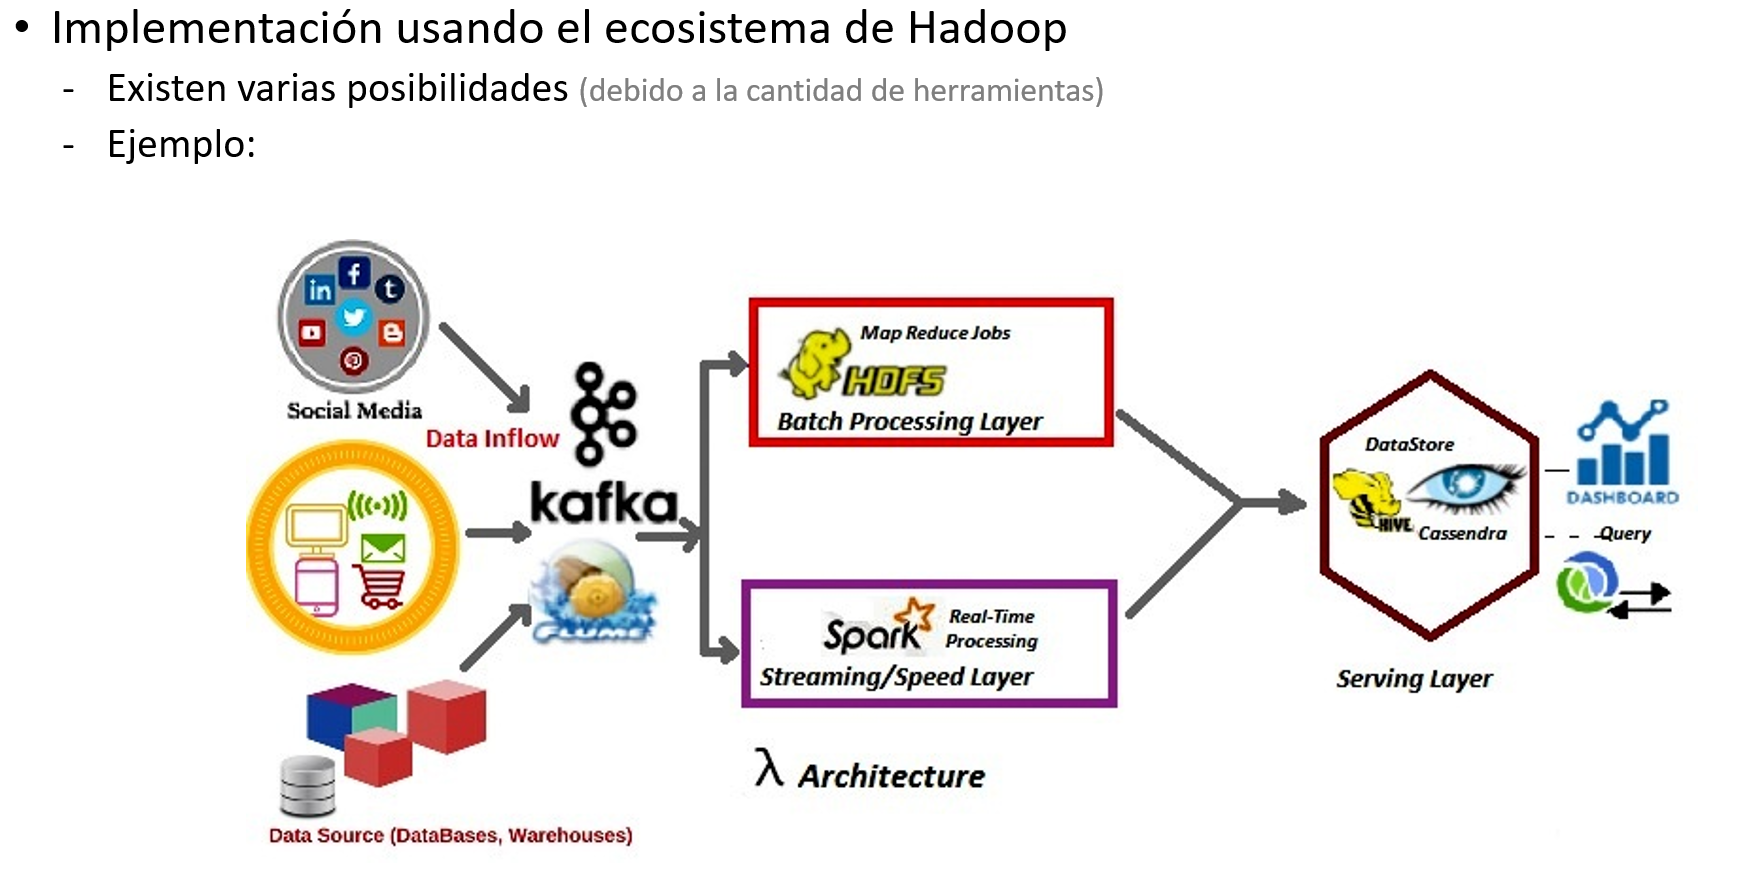 • Implementación usando el ecosistema de Hadoop
- Existen varias posibilidades (debido a la cantidad de herramientas)
- Ejemplo:
in f t
Social Media
Data Inflow
kafka
FLUME
Data Source (DataBases, Warehouses)
Map Reduce Jobs
HDFS
Batch Processing Layer
Spark
Real-Time
Processing
Streaming/Speed Layer
λ Architecture
DataStore
HIVE
Cassendra
Serving Layer
DASHBOARD
Query